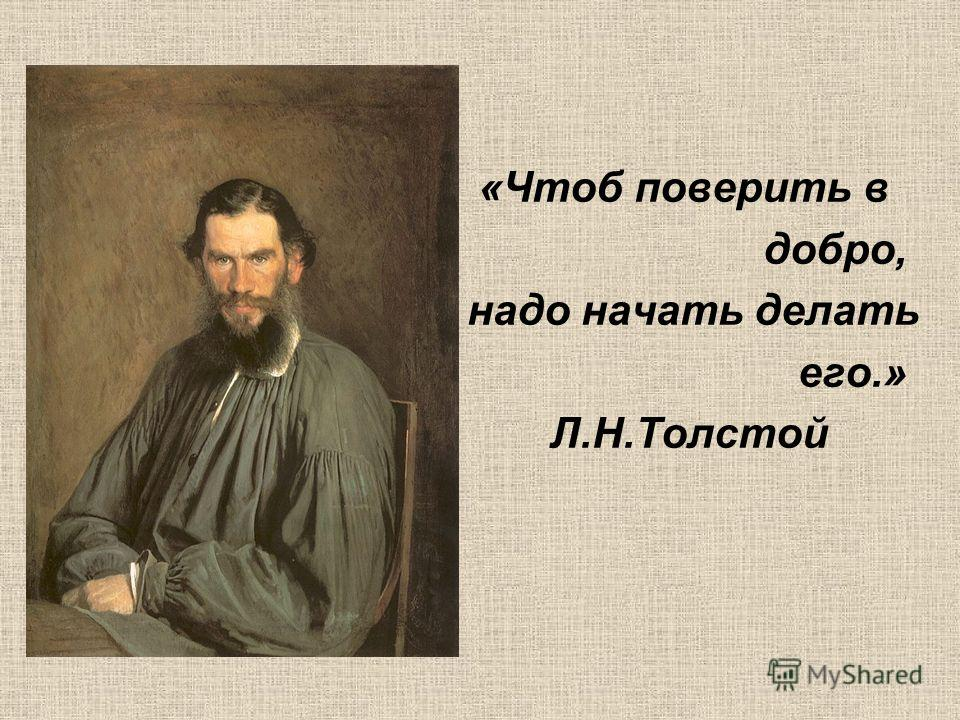 «Чтоб поверить в
добро,
надо начать делать
его.»
Л.Н.Толстой
MyShared